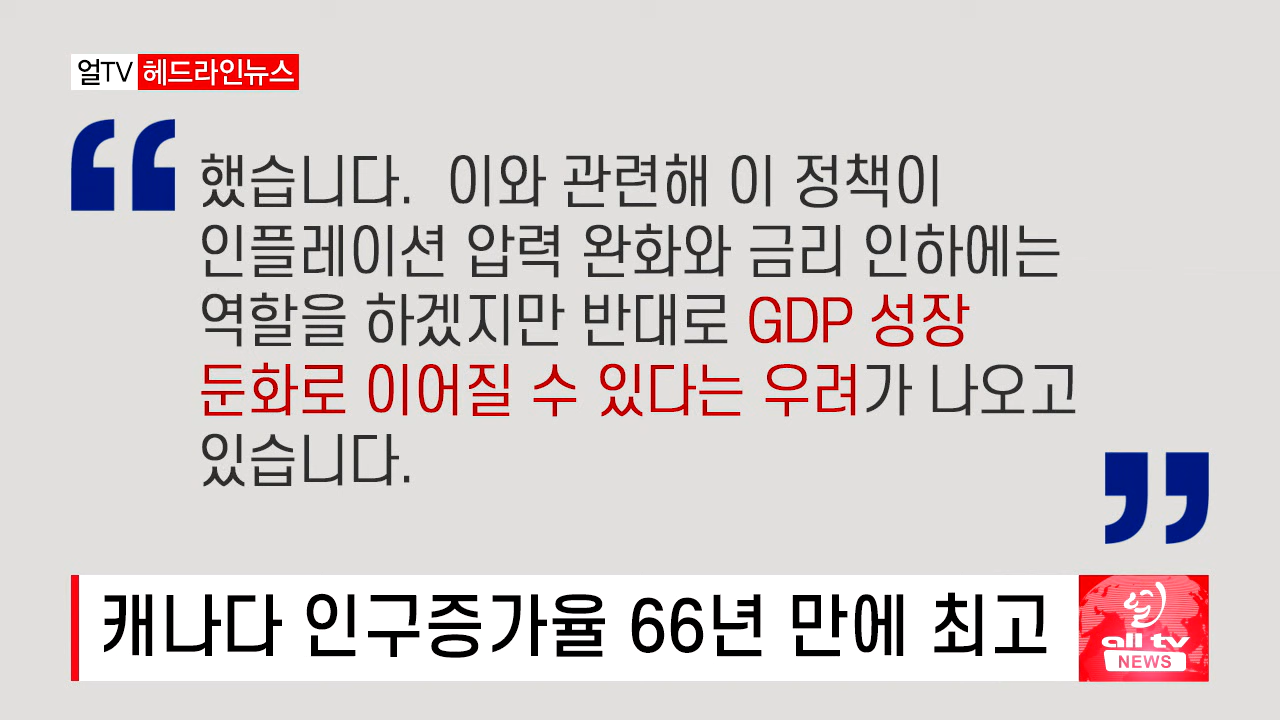 얼TV 헤드라인뉴스
했습니다. 이와 관련해 이 정책이
인플레이션 압력 완화와 금리 인하에는
역할을 하겠지만 반대로 GDP 성장
둔화로 이어질 수 있다는 우려가 나오고
있습니다.
캐나다 인구증가율 66년 만에 최고
all tv
NEWS